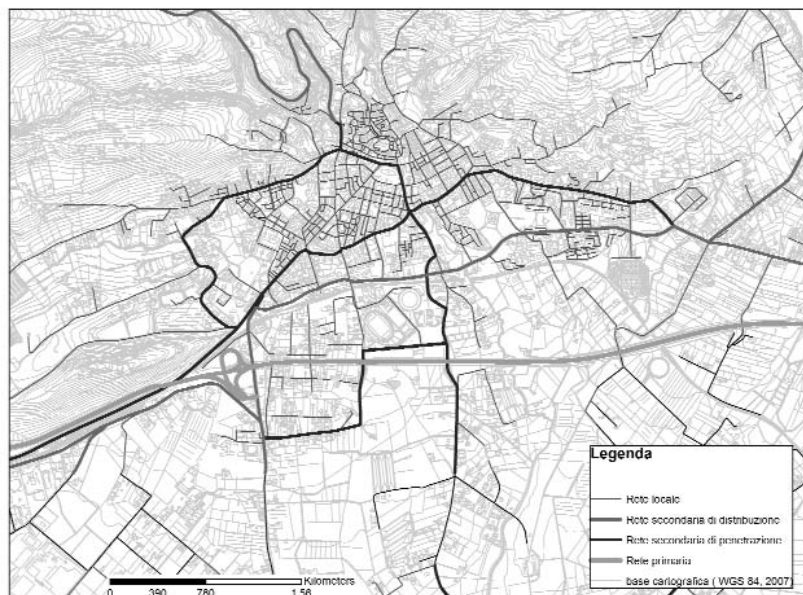 Legenda
Rete locale
Rete secondaria di distribuzione
Rete secondaria di penetrazione
Rete primaria
base cartografica ( WGS 84, 2007)
Kilometers
0 390 780 1.56